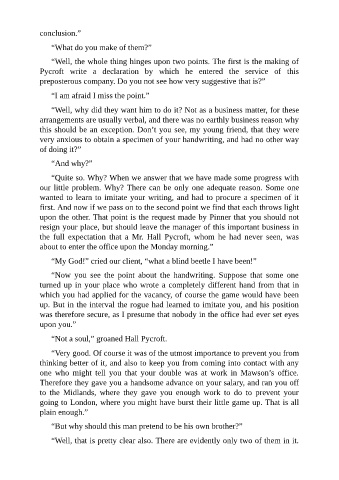 conclusion.”
“What do you make of them?”
“Well, the whole thing hinges upon two points. The first is the making of
Pycroft write a declaration by which he entered the service of this
preposterous company. Do you not see how very suggestive that is?”
“I am afraid I miss the point.”
“Well, why did they want him to do it? Not as a business matter, for these
arrangements are usually verbal, and there was no earthly business reason why
this should be an exception. Don’t you see, my young friend, that they were
very anxious to obtain a specimen of your handwriting, and had no other way
of doing it?”
“And why?”
“Quite so. Why? When we answer that we have made some progress with
our little problem. Why? There can be only one adequate reason. Some one
wanted to learn to imitate your writing, and had to procure a specimen of it
first. And now if we pass on to the second point we find that each throws light
upon the other. That point is the request made by Pinner that you should not
resign your place, but should leave the manager of this important business in
the full expectation that a Mr. Hall Pycroft, whom he had never seen, was
about to enter the office upon the Monday morning.”
“My God!” cried our client, “what a blind beetle I have been!”
“Now you see the point about the handwriting. Suppose that some one
turned up in your place who wrote a completely different hand from that in
which you had applied for the vacancy, of course the game would have been
up. But in the interval the rogue had learned to imitate you, and his position
was therefore secure, as I presume that nobody in the office had ever set eyes
upon you.”
“Not a soul,” groaned Hall Pycroft.
“Very good. Of course it was of the utmost importance to prevent you from
thinking better of it, and also to keep you from coming into contact with any
one who might tell you that your double was at work in Mawson’s office.
Therefore they gave you a handsome advance on your salary, and ran you off
to the Midlands, where they gave you enough work to do to prevent your
going to London, where you might have burst their little game up. That is all
plain enough.”
“But why should this man pretend to be his own brother?”
“Well, that is pretty clear also. There are evidently only two of them in it.